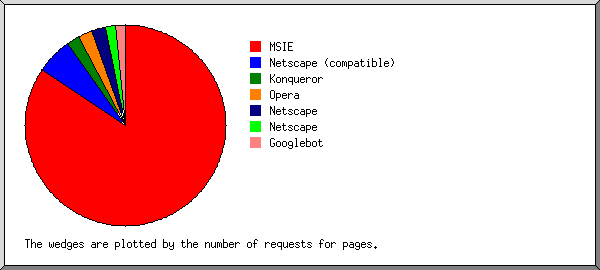 MSIE
Netscape (compatible)
Konqueror
Opera
Netscape
Netscape
Googlebot
The wedges are plotted by the number of requests for pages.